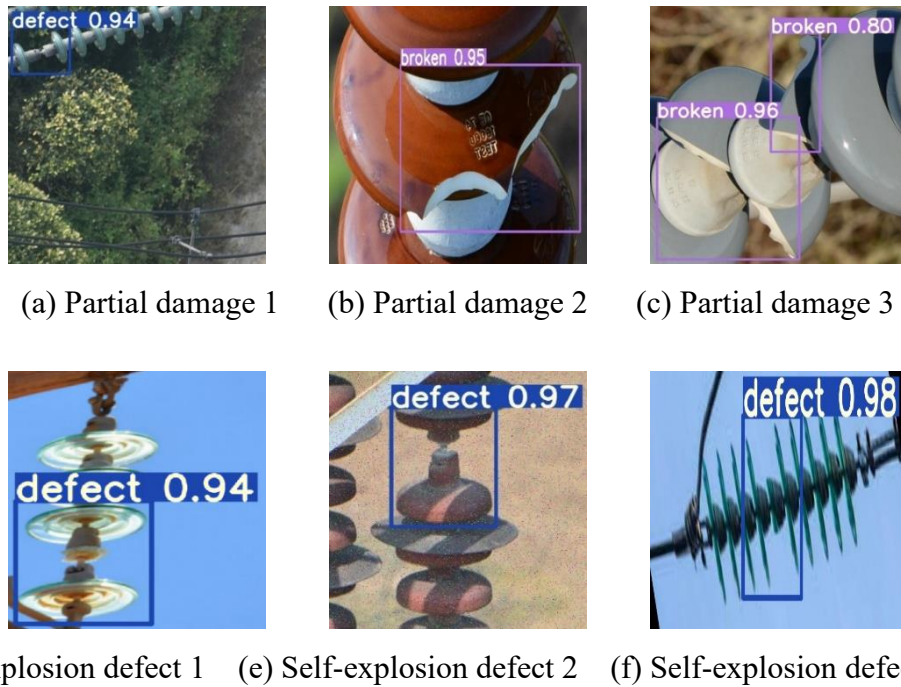 defect 0.94
broken 0.95
broken 0.80
broken 0.96
TEST
(a) Partial damage 1
(b) Partial damage 2
(c) Partial damage 3
defect 0.94
defect 0.97
defect 0.98
plosion defect 1
(e) Self-explosion defect 2
(f) Self-explosion defe